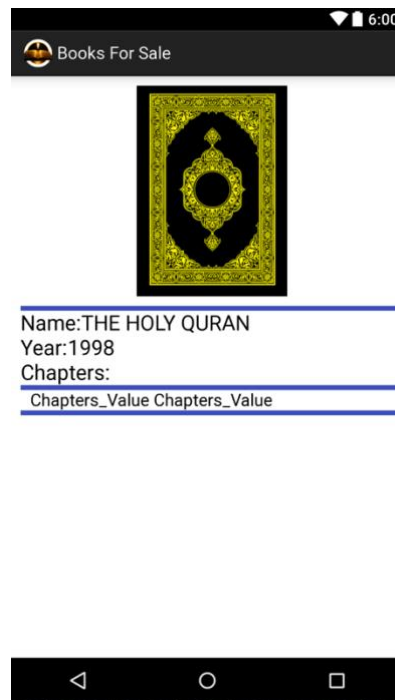 6:00
Books For Sale
Name:THE HOLY QURAN
Year:1998
Chapters:
Chapters_Value Chapters_Value